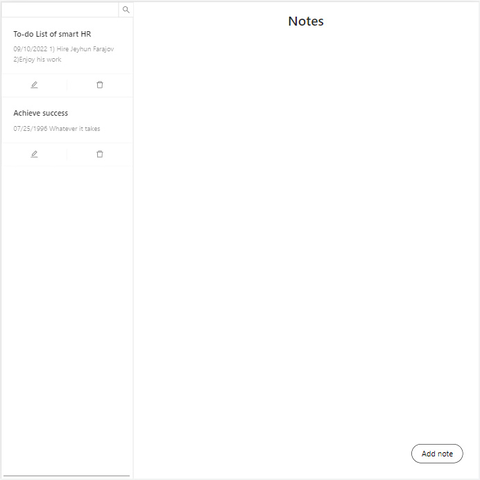 Notes
To-do List of smart HR
09/10/2022 1) Hire Jeyhun Farajov
2)Enjoy his work
Achieve success
07/25/1996 Whatever it takes
Add note